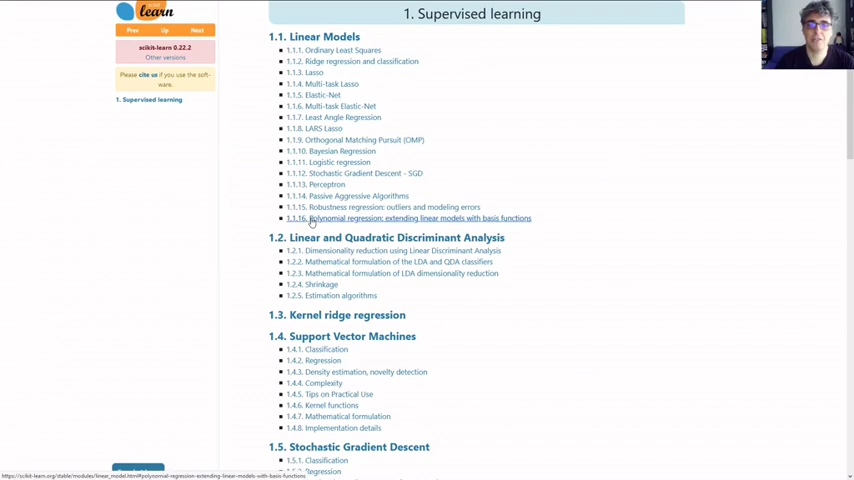 learn
Prev Up Next
scikit-learn 0.22.2
Other versions
Please cite us if you use the soft-
ware.
1. Supervised learning
1. Supervised learning
1.1. Linear Models
1.1.1. Ordinary Least Squares
1.1.2. Ridge regression and classification
1.1.3. Lasso
1.1.4. Multi-task Lasso
1.1.5. Elastic-Net
1.1.6. Multi-task Elastic-Net
1.1.7. Least Angle Regression
1.1.8. LARS Lasso
1.1.9. Orthogonal Matching Pursuit (OMP)
1.1.10. Bayesian Regression
1.1.11. Logistic regression
1.1.12. Stochastic Gradient Descent - SGD
1.1.13. Perceptron
1.1.14. Passive Aggressive Algorithms
1.1.15. Robustness regression: outliers and modeling errors
1.1.16. Polynomial regression: extending linear models with basis functions
1.2. Linear and Quadratic Discriminant Analysis
1.2.1. Dimensionality reduction using Linear Discriminant Analysis
1.2.2. Mathematical formulation of the LDA and QDA classifiers
1.2.3. Mathematical formulation of LDA dimensionality reduction
1.2.4. Shrinkage
1.2.5. Estimation algorithms
1.3. Kernel ridge regression
1.4. Support Vector Machines
1.4.1. Classification
1.4.2. Regression
1.4.3. Density estimation, novelty detection
1.4.4. Complexity
1.4.5. Tips on Practical Use
1.4.6. Kernel functions
1.4.7. Mathematical formulation
1.4.8. Implementation details
1.5. Stochastic Gradient Descent
1.5.1. Classification
1.5.2. Regression
https://scikit-learn.org/stable/modules/linear_model.html#polynomial-regression-extending-linear-models-with-basis-functions